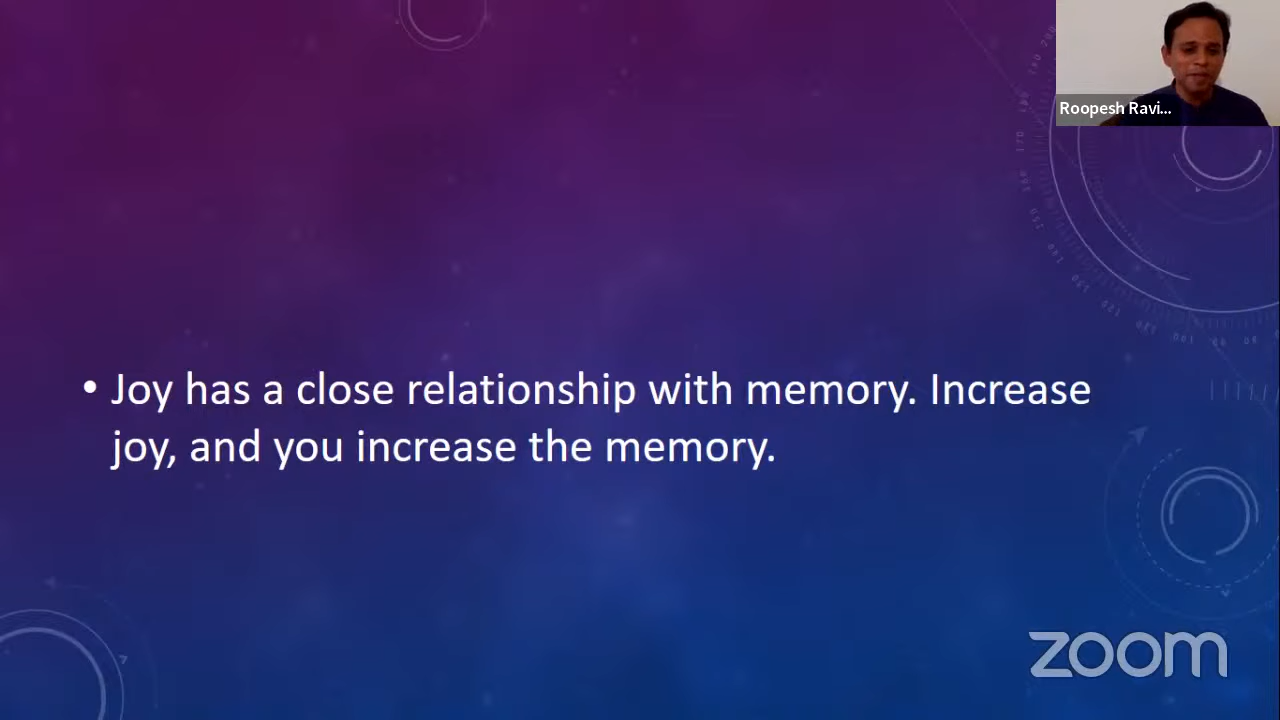 Roopesh Ravi...
• Joy has a close relationship with memory. Increase
joy, and you increase the memory.
zoom